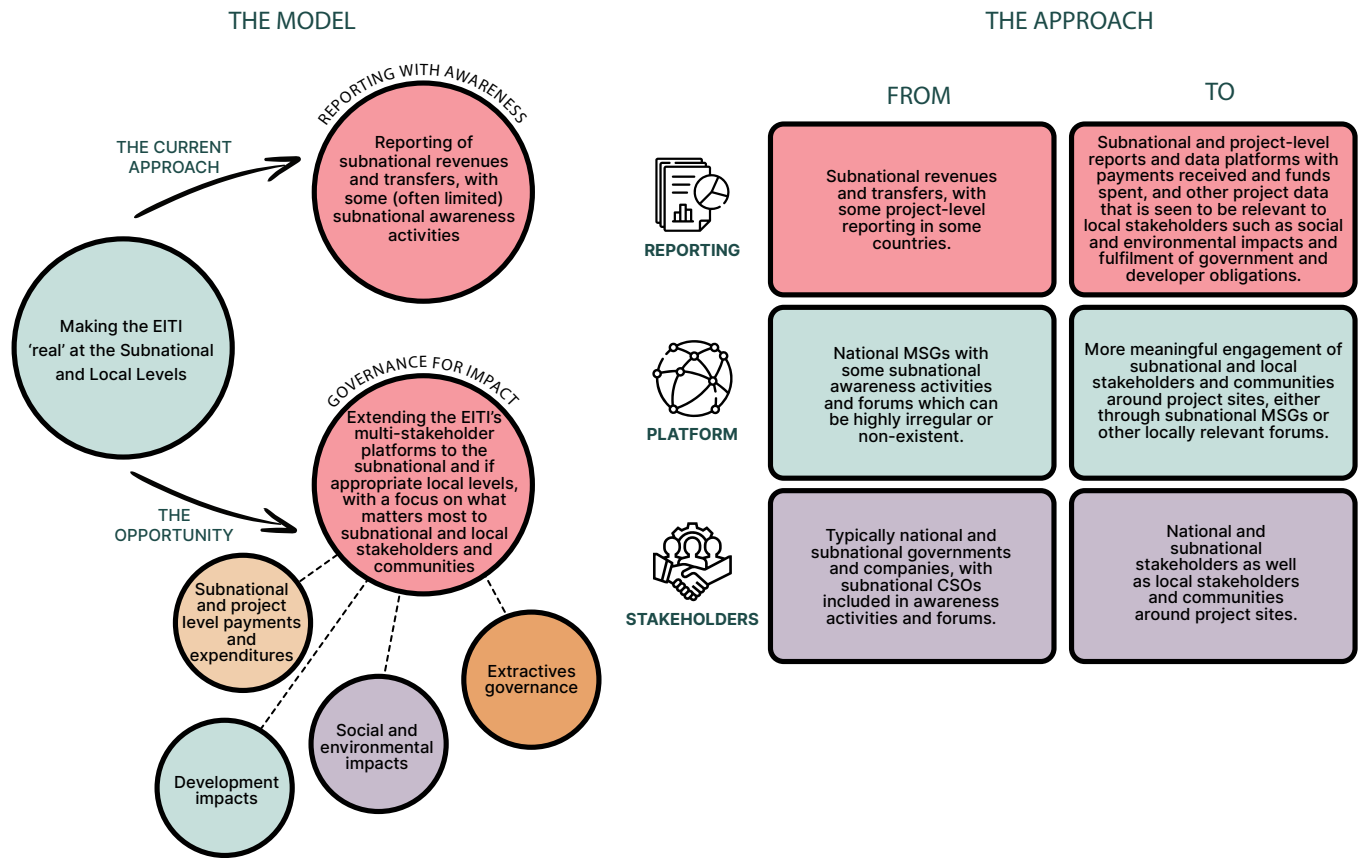 THE MODEL
THE CURRENT
APPROACH
REPORTING WITH AWARENESS
Reporting of
subnational revenues
and transfers, with
some (often limited)
subnational awareness
activities
Making the EITI
‘real’ at the Subnational
and Local Levels
THE
OPPORTUNITY
GOVERNANCE FOR IMPACT
Extending the EITI’s
multi-stakeholder
platforms to the
subnational and if
appropriate local levels,
with a focus on what
matters most to
subnational and local
stakeholders and
communities
Subnational
and project
level payments
and
expenditures
Development
impacts
Social and
environmental
impacts
Extractives
governance
THE APPROACH
FROM
TO
REPORTING
Subnational revenues
and transfers, with
some project-level
reporting in some
countries.
Subnational and project-level
reports and data platforms with
payments received and funds
spent, and other project data
that is seen to be relevant to
local stakeholders such as social
and environmental impacts and
fulfilment of government and
developer obligations.
PLATFORM
National MSGs with
some subnational
awareness activities
and forums which can
be highly irregular or
non-existent.
More meaningful engagement of
subnational and local
stakeholders and communities
around project sites, either
through subnational MSGs or
other locally relevant forums.
STAKEHOLDERS
Typically national and
subnational governments
and companies, with
subnational CSOs
included in awareness
activities and forums.
National and
subnational
stakeholders as well
as local stakeholders
and communities
around project sites.